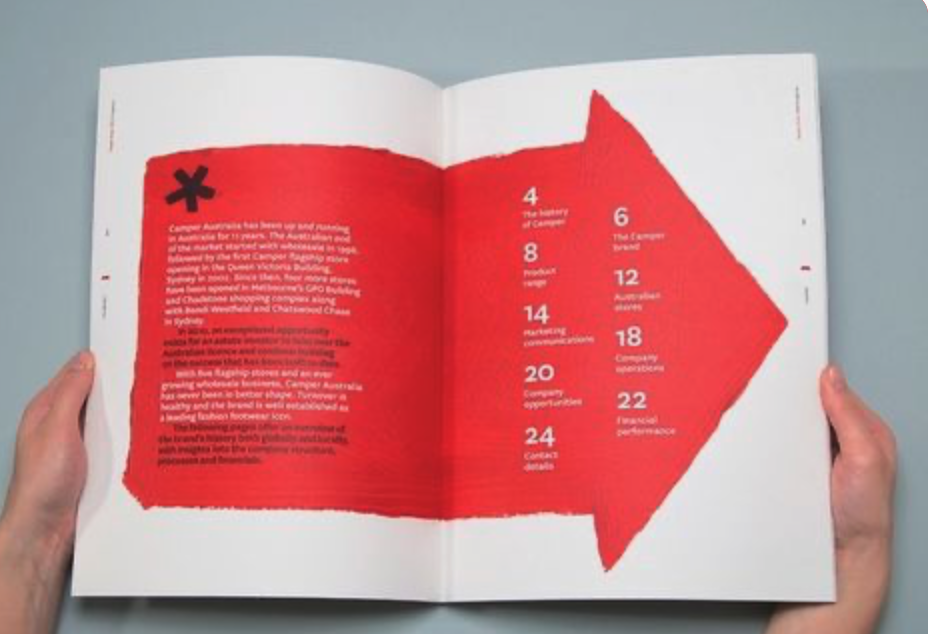 Camper Australia has been up and running
in Australia for 11 years. The Australian end
of the market started with wholesale in 1996,
followed by the first Camper flagship store
opening in the Queen Victoria Building,
Sydney in 2002. Since then, four more stores
have been opened in Melbourne's GPO Building
and Chadstone shopping complex along
with Bondi Westfield and Chatswood Chase
in Sydney.
In 2010, an exceptional opportunity
exists for an astute investor to take over the
Australian licence and continue building
on the success that has been built to date.
With five flagship stores and an ever
growing wholesale business, Camper Australia
has never been in better shape. Turnover is
healthy and the brand is well established as
a leading fashion footwear icon.
The following pages offer an overview of
the brand's history both globally and locally,
with insights into the complete structure,
processes and financials.
4
The history
of Camper
6
The Camper
brand
8
Product
range
12
Australian
stores
14
Marketing
communications
18
Company
operations
20
Company
opportunities
22
Financial
performance
24
Contact
details